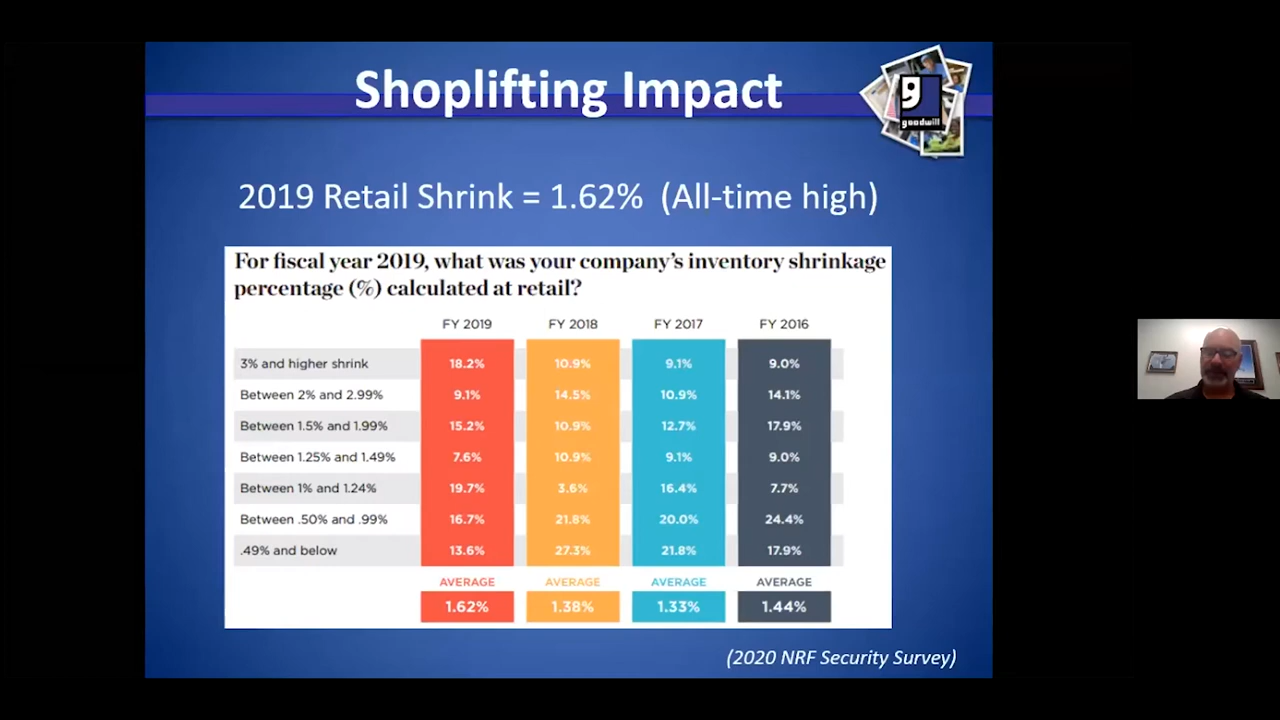 Shoplifting Impact
g
goodwill
2019 Retail Shrink = 1.62% (All-time high)
For fiscal year 2019, what was your company's inventory shrinkage
percentage (%) calculated at retail?
FY 2019 FY 2018 FY 2017 FY 2016
3% and higher shrink 18.2% 10.9% 9.1% 9.0%
Between 2% and 2.99% 9.1% 14.5% 10.9% 14.1%
Between 1.5% and 1.99% 15.2% 10.9% 12.7% 17.9%
Between 1.25% and 1.49% 7.6% 10.9% 9.1% 9.0%
Between 1% and 1.24% 19.7% 3.6% 16.4% 7.7%
Between .50% and .99% 16.7% 21.8% 20.0% 24.4%
.49% and below 13.6% 27.3% 21.8% 17.9%
AVERAGE AVERAGE AVERAGE AVERAGE
1.62% 1.38% 1.33% 1.44%
(2020 NRF Security Survey)